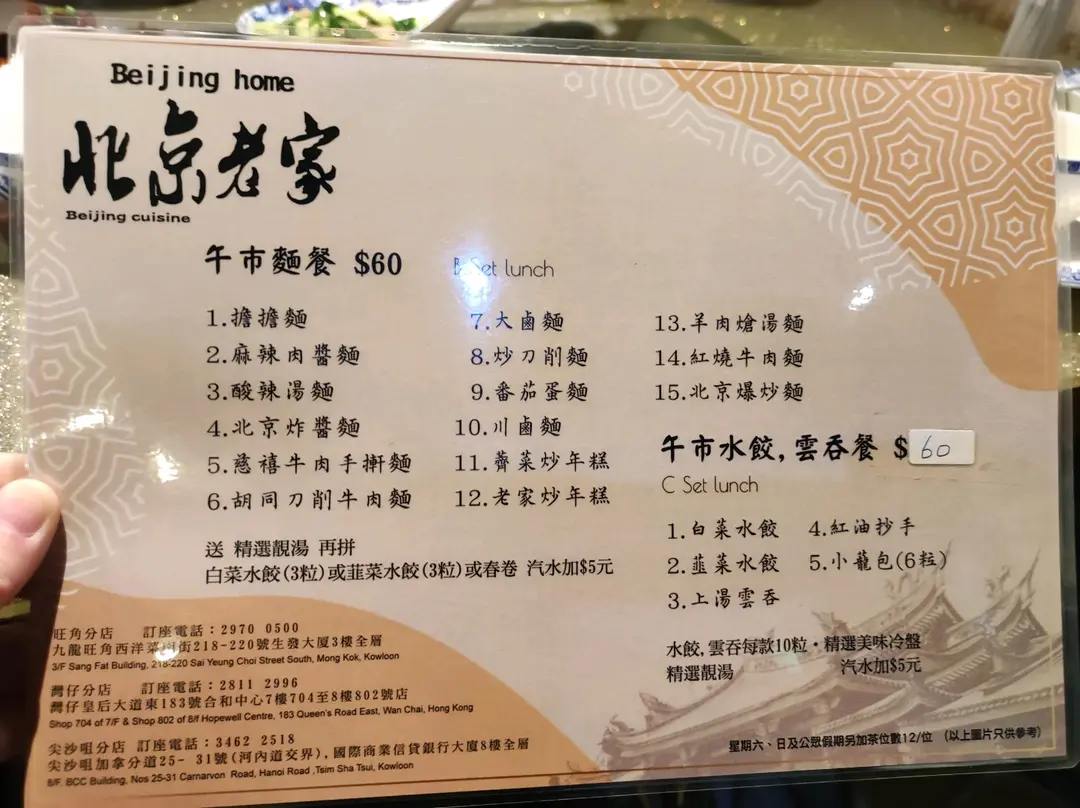 Beijing home
北京老家
Beijing cuisine
午市麵餐 $60
B Set lunch
1.擔擔麵
2.麻辣肉醬麵
3.酸辣湯麵
4.北京炸醬麵
5.慈禧牛肉手擀麵
6.胡同刀削牛肉麵
7.大鹵麵
8.炒刀削麵
9.番茄蛋麵
10.川鹵麵
11.薺菜炒年糕
12.老家炒年糕
13.羊肉熗湯麵
14.紅燒牛肉麵
15.北京爆炒麵
送 精選靚湯 再拼
白菜水餃(3粒)或韮菜水餃(3粒)或春卷 汽水加$5元
午市水餃,雲吞餐 $60
C Set lunch
1.白菜水餃
2.韮菜水餃
3.上湯雲吞
4.紅油抄手
5.小籠包(6粒)
水餃,雲吞每款10粒・精選美味冷盤
精選靚湯 汽水加$5元
旺角分店 訂座電話：2970 0500
九龍旺角西洋菜南街218-220號生發大廈3樓全層
3/F Sang Fat Building, 218-220 Sai Yeung Choi Street South, Mong Kok, Kowloon
灣仔分店 訂座電話：2811 2996
灣仔皇后大道東183號合和中心7樓704至8樓802號店
Shop 704 of 7/F & Shop 802 of 8/f Hopewell Centre, 183 Queen's Road East, Wan Chai, Hong Kong
尖沙咀分店 訂座電話：3462 2518
尖沙咀加拿分道25- 31號(河內道交界), 國際商業信貸銀行大廈8樓全層
8/F. BCC Building, Nos 25-31 Carnarvon Road, Hanoi Road ,Tsim Sha Tsui, Kowloon
星期六、日及公眾假期另加茶位數12/位 (以上圖片只供參考)